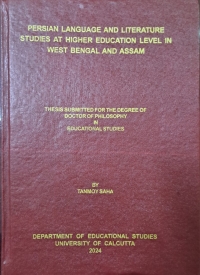 PERSIAN LANGUAGE AND LITERATURE
STUDIES AT HIGHER EDUCATION LEVEL IN
WEST BENGAL AND ASSAM
THESIS SUBMITTED FOR THE DEGREE OF
DOCTOR OF PHILOSOPHY
IN
EDUCATIONAL STUDIES
BY
TANMOY SAHA
DEPARTMENT OF EDUCATIONAL STUDIES
UNIVERSITY OF CALCUTTA
2024